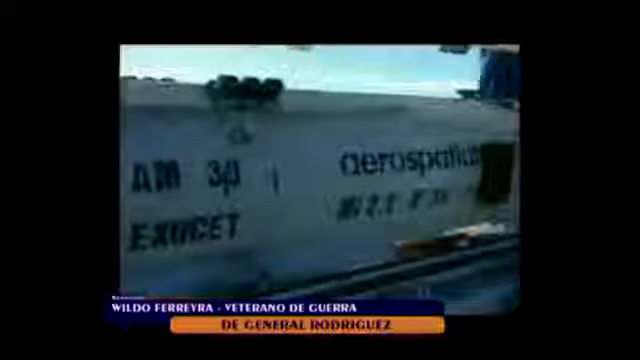 AM 39
aerospatiale
EXOCET
WILDO FERREYRA - VETERANO DE GUERRA
DE GENERAL RODRIGUEZ